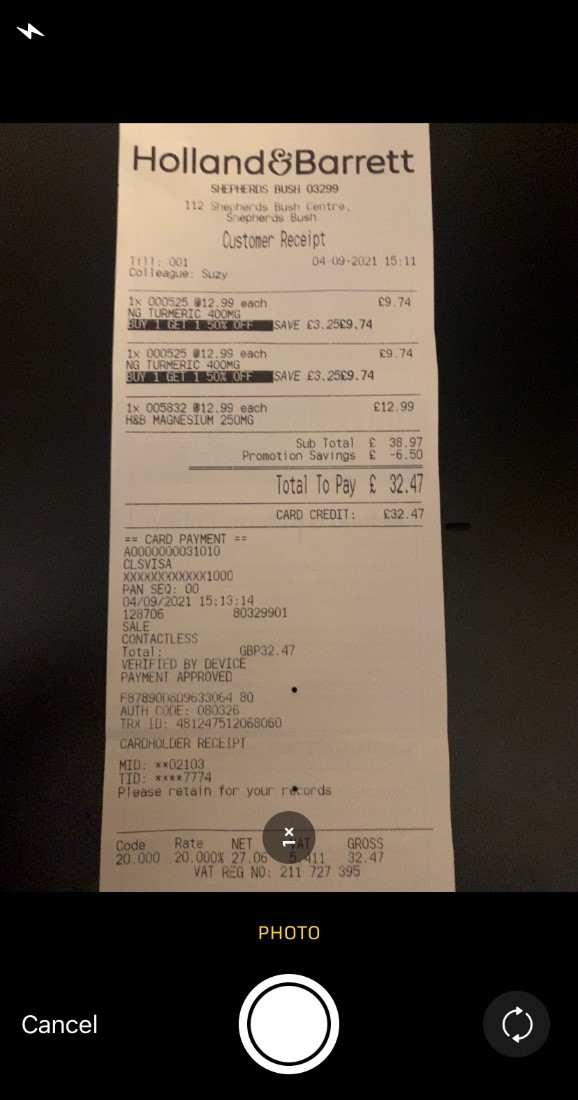 Holland&Barrett
SHEPHERDS BUSH 03299
112 Shepherds Bush Centre,
Shepherds Bush
Customer Receipt
Till: 001 04-09-2021 15:11
Colleague: Suzy
1x 000525 @12.99 each £9.74
NG TURMERIC 400MG
BUY 1 GET 1 50% OFF SAVE £3.25£9.74
1x 000525 @12.99 each £9.74
NG TURMERIC 400MG
BUY 1 GET 1 50% OFF SAVE £3.25£9.74
1x 005832 @12.99 each £12.99
H&B MAGNESIUM 250MG
Sub Total £ 38.97
Promotion Savings £ -6.50
Total To Pay £ 32.47
CARD CREDIT: £32.47
== CARD PAYMENT ==
A0000000031010
CLSVISA
XXXXXXXXXXXX1000
PAN SEQ: 00
04/09/2021 15:13:14
128706 80329901
SALE
CONTACTLESS
Total: GBP32.47
VERIFIED BY DEVICE
PAYMENT APPROVED
80
AUTH CODE: 080326
TRX ID: 481247512068060
CARDHOLDER RECEIPT
MID: **02103
TID: ****7774
Please retain for your records
1×
Code Rate NET VAT GROSS
20.000 20.000% 27.06 5.411 32.47
VAT REG NO: 211 727 395
PHOTO
Cancel